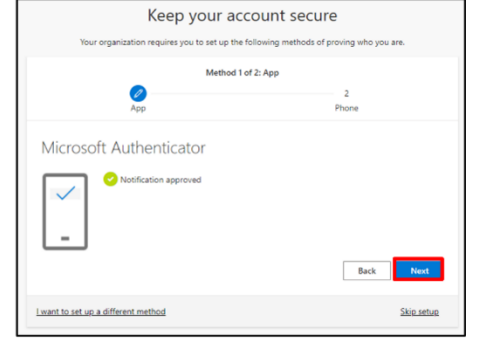 Keep your account secure
Your organization requires you to set up the following methods of proving who you are.
Method 1 of 2: App
App
2
Phone
Microsoft Authenticator
Notification approved
Back
Next
I want to set up a different method
Skip setup